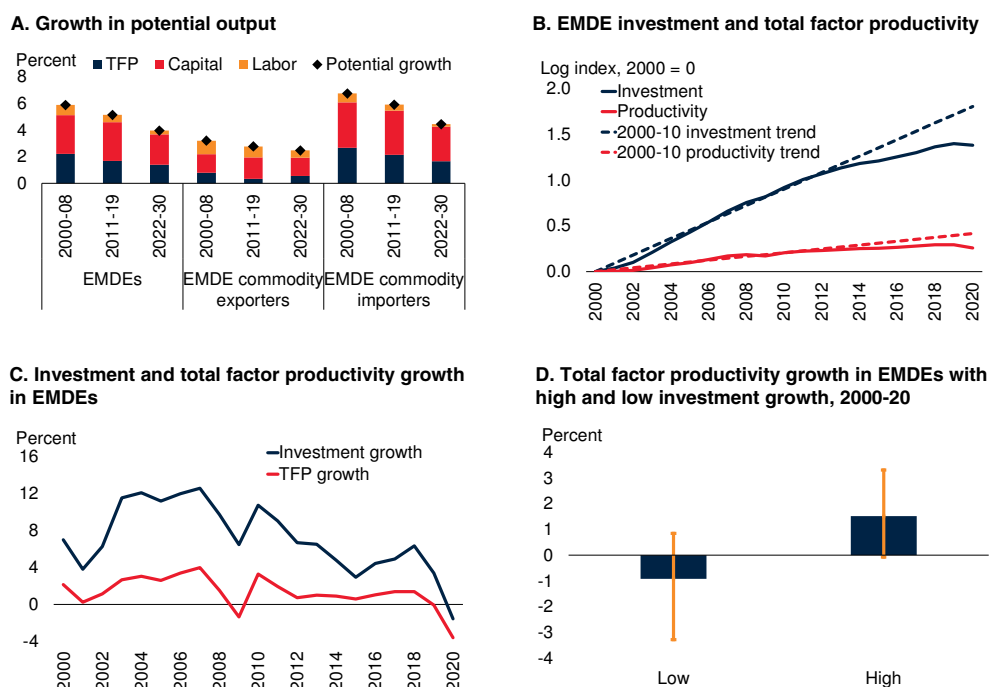 A. Growth in potential output
Percent
TFP Capital Labor Potential growth
8
6
4
2
0
2000-08
2011-19
2022-30
2000-08
2011-19
2022-30
2000-08
2011-19
2022-30
EMDEs
EMDE commodity
exporters
EMDE commodity
importers
B. EMDE investment and total factor productivity
Log index, 2000 = 0
2.0
1.5
1.0
0.5
0.0
Investment
Productivity
2000-10 investment trend
2000-10 productivity trend
2000
2002
2004
2006
2008
2010
2012
2014
2016
2018
2020
C. Investment and total factor productivity growth
in EMDEs
Percent
16
12
8
4
0
-4
Investment growth
TFP growth
2000
2002
2004
2006
2008
2010
2012
2014
2016
2018
2020
D. Total factor productivity growth in EMDEs with
high and low investment growth, 2000-20
Percent
4
3
2
1
0
-1
-2
-3
-4
Low
High